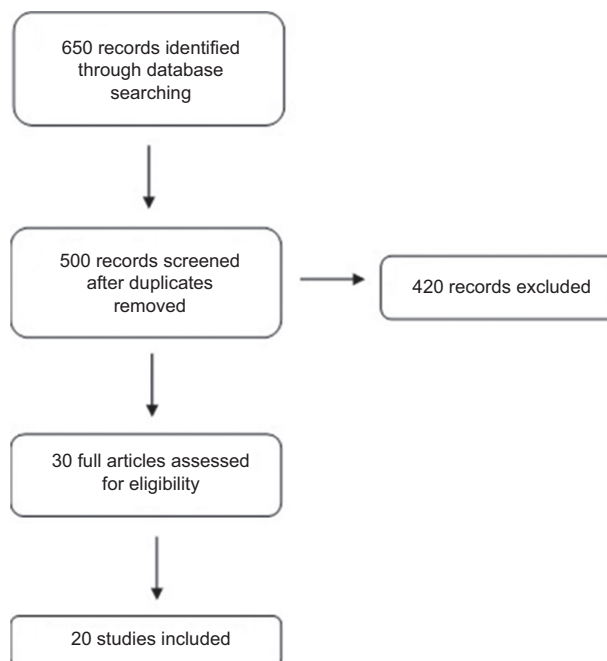 650 records identified
through database
searching
500 records screened
after duplicates
removed
420 records excluded
30 full articles assessed
for eligibility
20 studies included